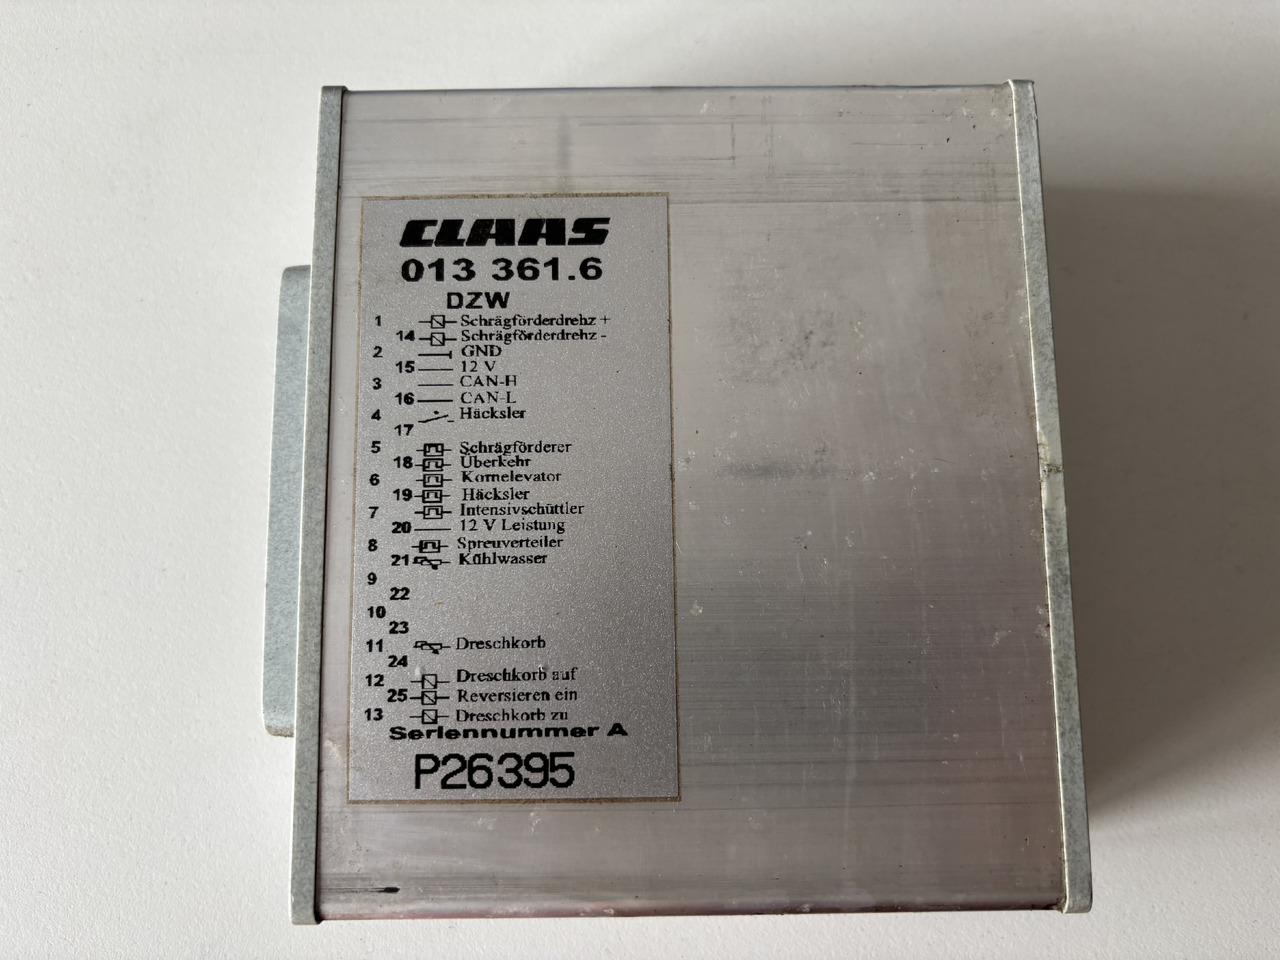 CLAAS
013 361.6
DZW
1 Schrägförderdrehz +
14 Schrägförderdrehz -
2 GND
15 12 V
3 CAN-H
16 CAN-L
4 Häcksler
17
5 Schrägförderer
18 Überkehr
6 Kornelevator
19 Häcksler
7 Intensivschüttler
20 12 V Leistung
8 Spreuverteiler
21 Kühlwasser
9
22
10
23
11 Dreschkorb
24
12 Dreschkorb auf
25 Reversieren ein
13 Dreschkorb zu
Seriennummer A
P26395